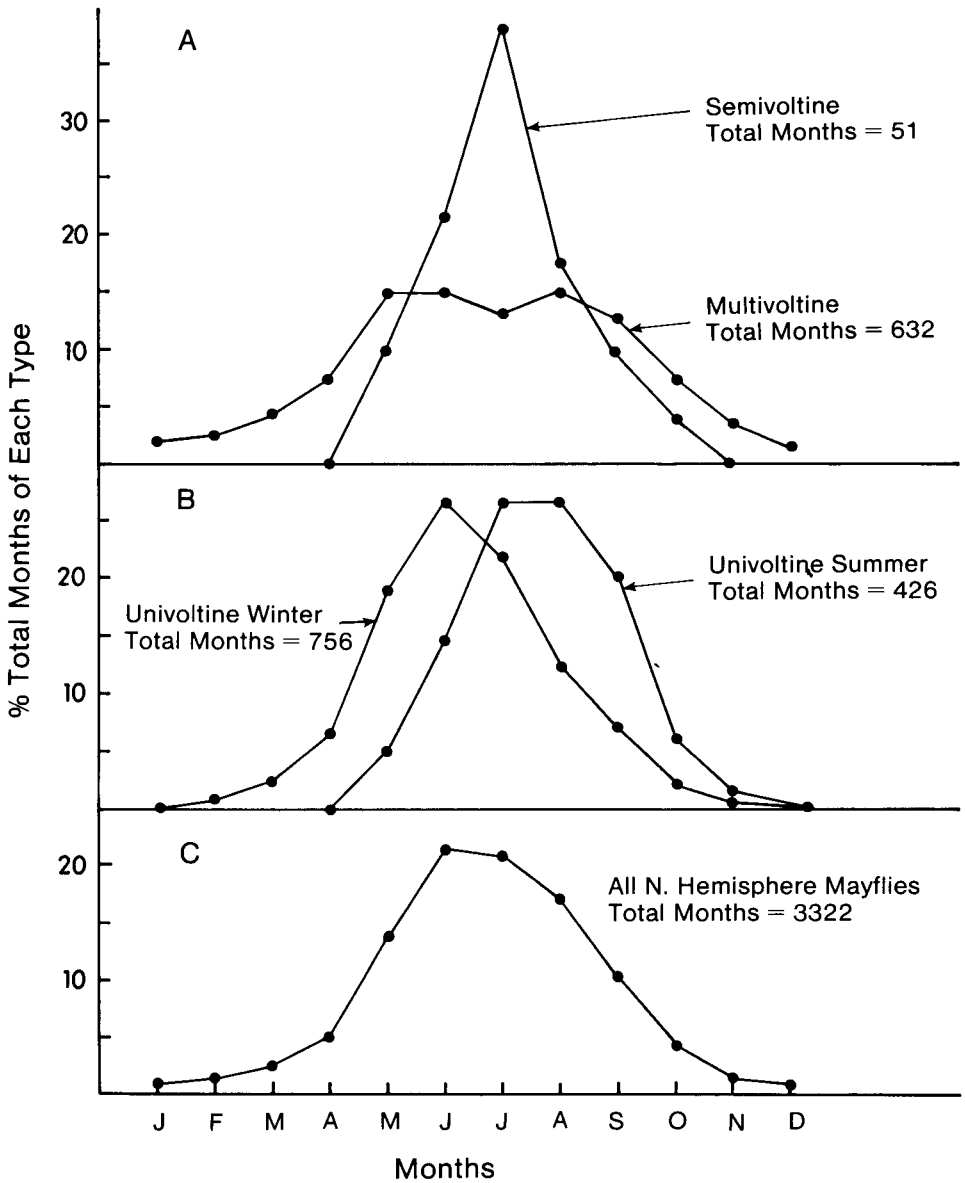 A
30
20
10
Semivoltine
Total Months = 51
Multivoltine
Total Months = 632
% Total Months of Each Type
B
20
10
Univoltine Winter
Total Months = 756
Univoltine Summer
Total Months = 426
C
20
10
All N. Hemisphere Mayflies
Total Months = 3322
J F M A M J J A S O N D
Months